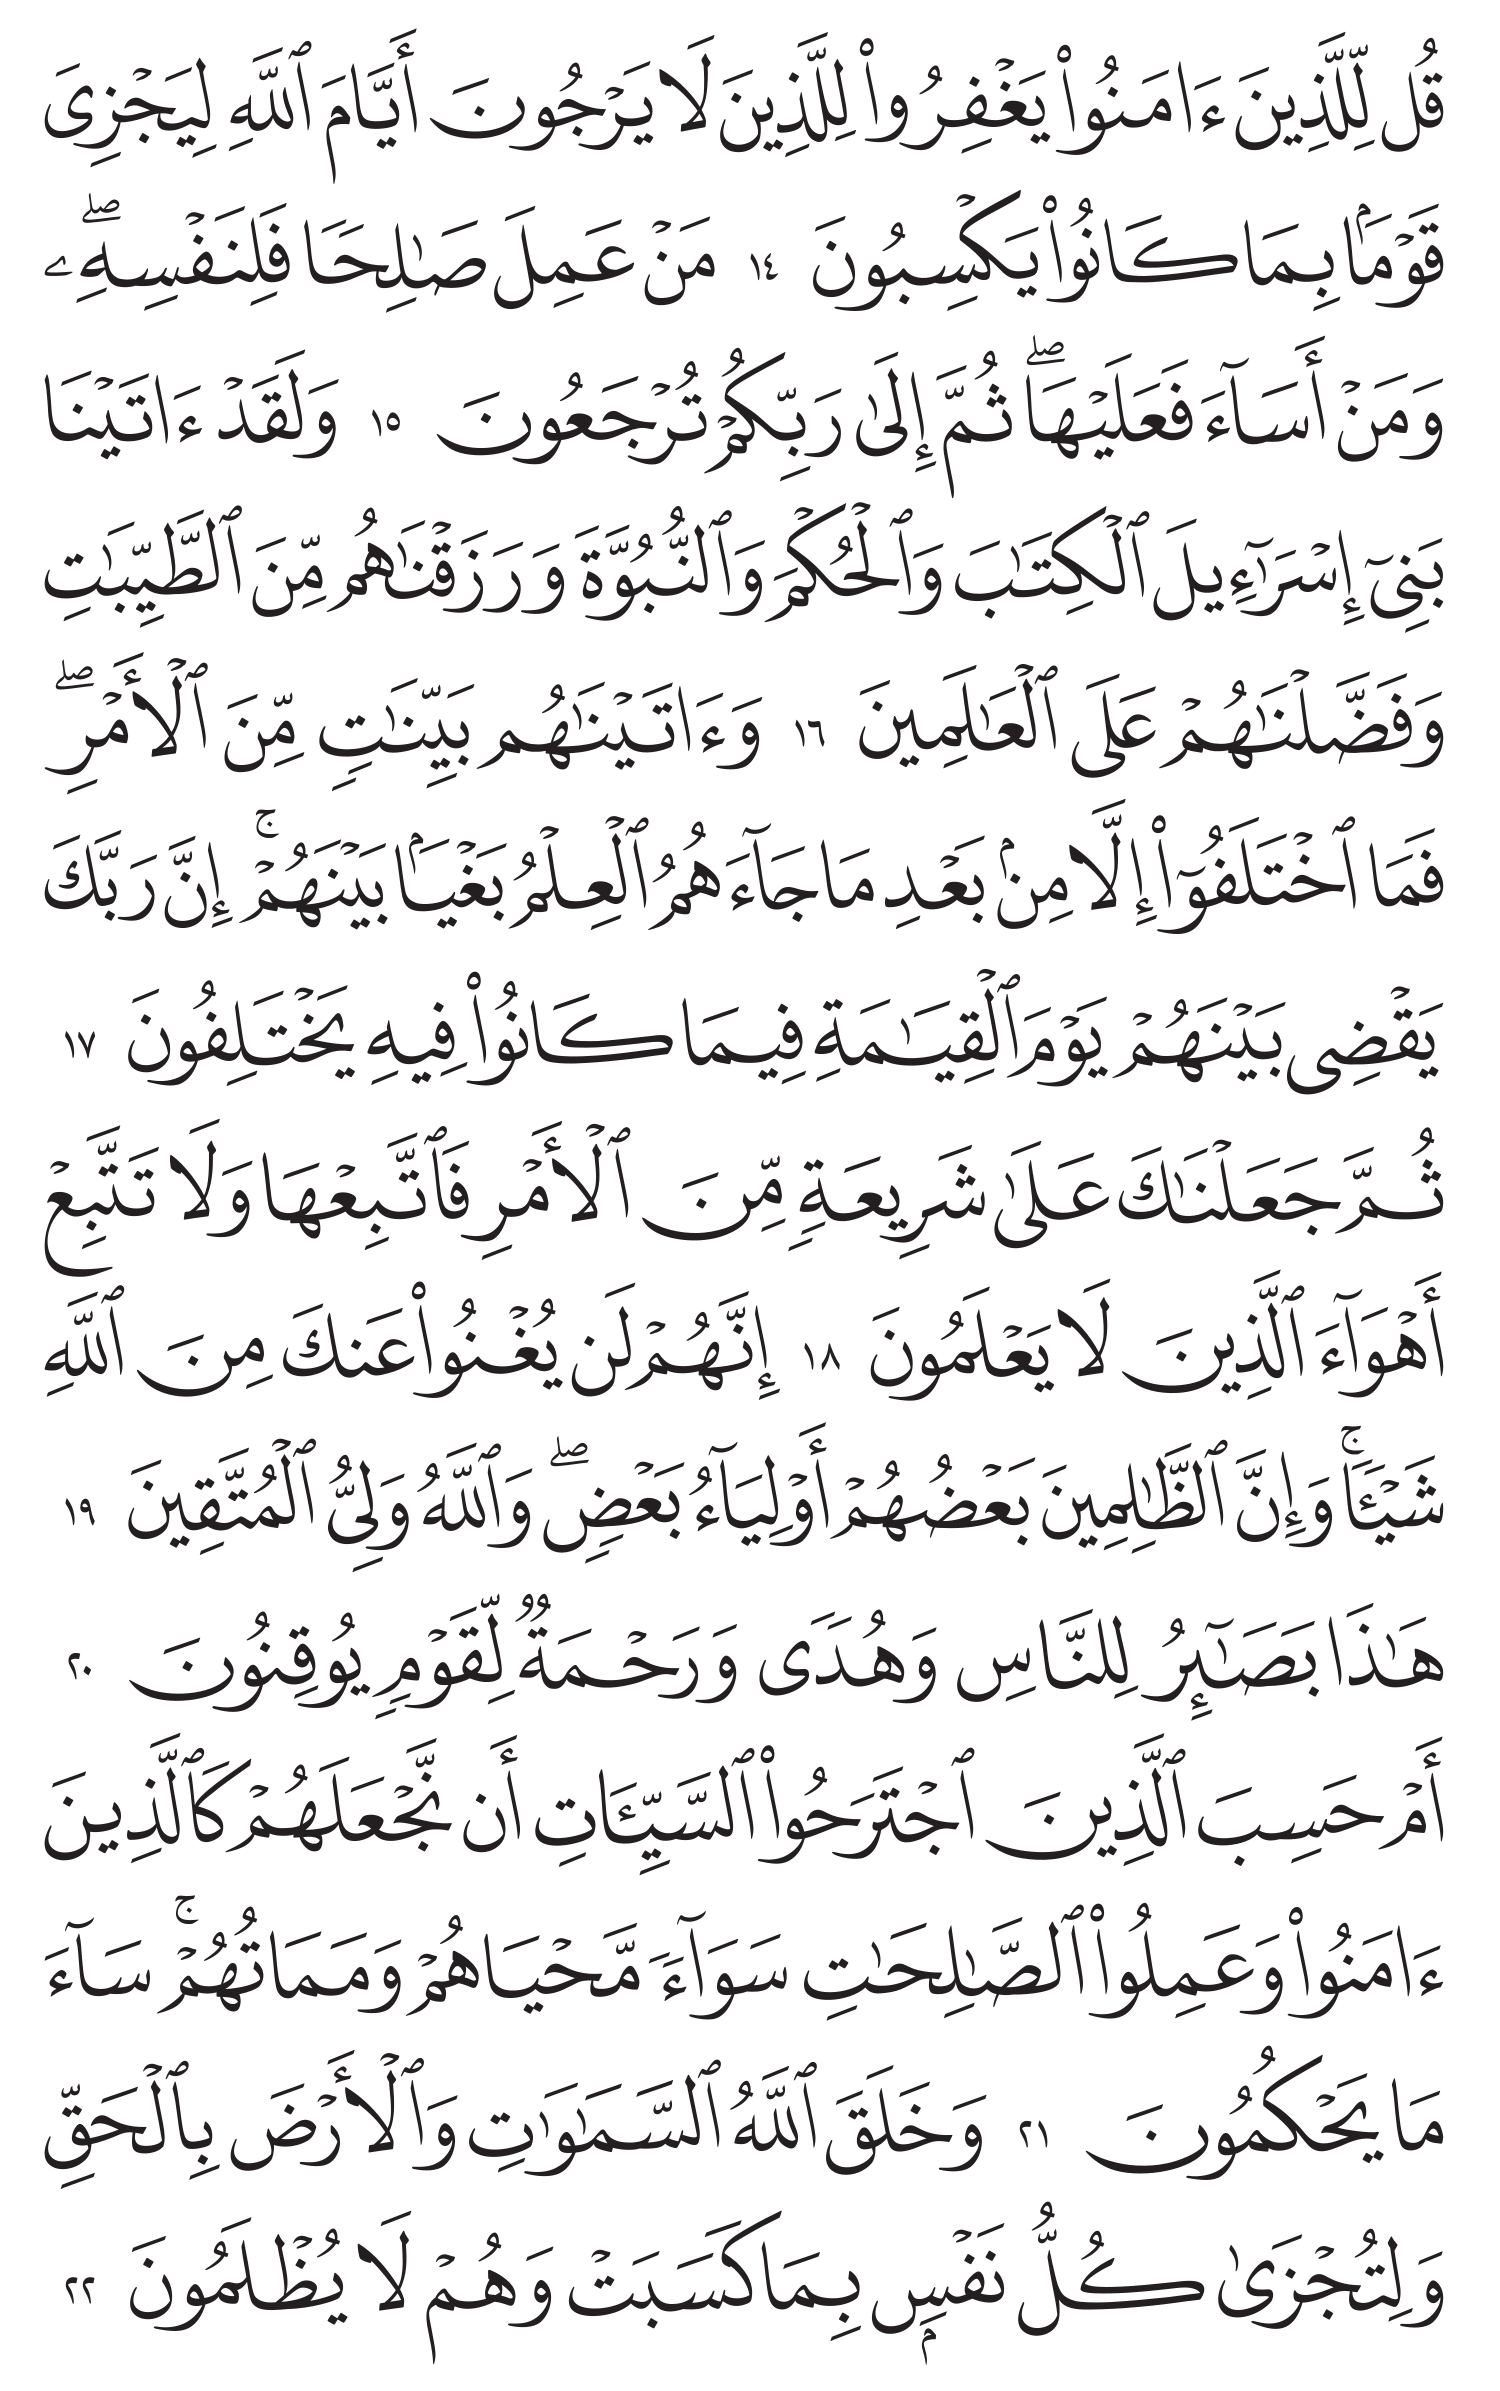 قُل لِّلَّذِينَ ءَامَنُوا۟ يَغْفِرُوا۟ لِلَّذِينَ لَا يَرْجُونَ أَيَّامَ ٱللَّهِ لِيَجْزِىَ
قَوْمًۢا بِمَا كَانُوا۟ يَكْسِبُونَ ١٤ مَنْ عَمِلَ صَـٰلِحًا فَلِنَفْسِهِۦ ۖ
وَمَنْ أَسَآءَ فَعَلَيْهَا ۖ ثُمَّ إِلَىٰ رَبِّكُمْ تُرْجَعُونَ ١٥ وَلَقَدْ ءَاتَيْنَا
بَنِىٓ إِسْرَٰٓءِيلَ ٱلْكِتَـٰبَ وَٱلْحُكْمَ وَٱلنُّبُوَّةَ وَرَزَقْنَـٰهُم مِّنَ ٱلطَّيِّبَـٰتِ
وَفَضَّلْنَـٰهُمْ عَلَى ٱلْعَـٰلَمِينَ ١٦ وَءَاتَيْنَـٰهُم بَيِّنَـٰتٍ مِّنَ ٱلْأَمْرِ ۖ
فَمَا ٱخْتَلَفُوٓا۟ إِلَّا مِنۢ بَعْدِ مَا جَآءَهُمُ ٱلْعِلْمُ بَغْيًۢا بَيْنَهُمْ ۚ إِنَّ رَبَّكَ
يَقْضِى بَيْنَهُمْ يَوْمَ ٱلْقِيَـٰمَةِ فِيمَا كَانُوا۟ فِيهِ يَخْتَلِفُونَ ١٧
ثُمَّ جَعَلْنَـٰكَ عَلَىٰ شَرِيعَةٍ مِّنَ ٱلْأَمْرِ فَٱتَّبِعْهَا وَلَا تَتَّبِعْ
أَهْوَآءَ ٱلَّذِينَ لَا يَعْلَمُونَ ١٨ إِنَّهُمْ لَن يُغْنُوا۟ عَنكَ مِنَ ٱللَّهِ
شَيْـًٔا ۚ وَإِنَّ ٱلظَّـٰلِمِينَ بَعْضُهُمْ أَوْلِيَآءُ بَعْضٍ ۖ وَٱللَّهُ وَلِىُّ ٱلْمُتَّقِينَ ١٩
هَـٰذَا بَصَـٰٓئِرُ لِلنَّاسِ وَهُدًى وَرَحْمَةٌ لِّقَوْمٍ يُوقِنُونَ ٢٠
أَمْ حَسِبَ ٱلَّذِينَ ٱجْتَرَحُوا۟ ٱلسَّيِّـَٔاتِ أَن نَّجْعَلَهُمْ كَٱلَّذِينَ
ءَامَنُوا۟ وَعَمِلُوا۟ ٱلصَّـٰلِحَـٰتِ سَوَآءً مَّحْيَاهُمْ وَمَمَاتُهُمْ ۚ سَآءَ
مَا يَحْكُمُونَ ٢١ وَخَلَقَ ٱللَّهُ ٱلسَّمَـٰوَٰتِ وَٱلْأَرْضَ بِٱلْحَقِّ
وَلِتُجْزَىٰ كُلُّ نَفْسٍۭ بِمَا كَسَبَتْ وَهُمْ لَا يُظْلَمُونَ ٢٢